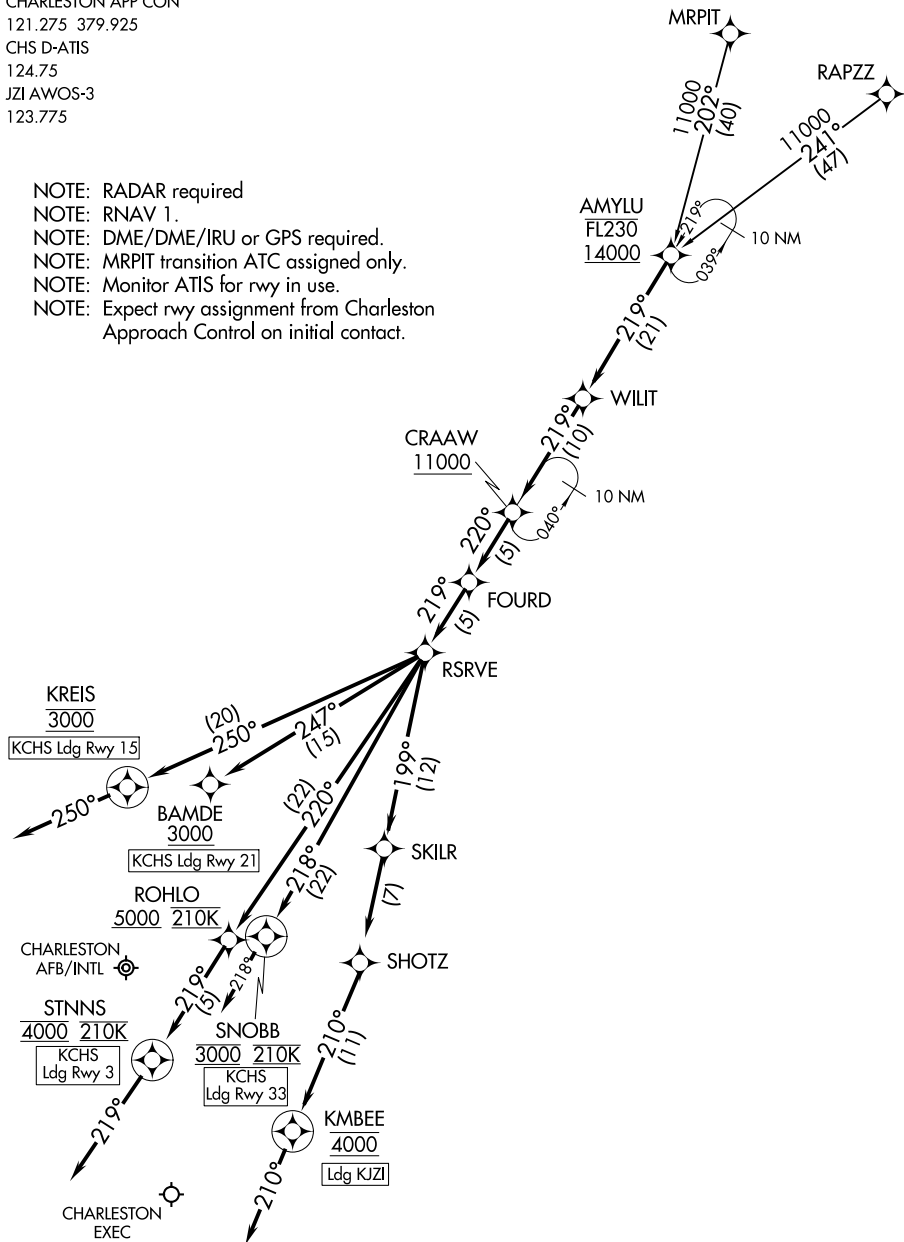 CHARLESTON APP CON
121.275 379.925
CHS D-ATIS
124.75
JZI AWOS-3
123.775
NOTE: RADAR required
NOTE: RNAV 1.
NOTE: DME/DME/IRU or GPS required.
NOTE: MRPIT transition ATC assigned only.
NOTE: Monitor ATIS for rwy in use.
NOTE: Expect rwy assignment from Charleston
Approach Control on initial contact.
MRPIT
RAPZZ
11000
202°
(40)
11000
241°
(47)
AMYLU
FL230
14000
219°
039°
10 NM
219°
(21)
WILIT
219°
(10)
CRAAW
11000
040°
10 NM
220°
(5)
FOURD
219°
(5)
RSRVE
KREIS
3000
KCHS Ldg Rwy 15
(20)
250°
250°
247°
(15)
BAMDE
3000
KCHS Ldg Rwy 21
(22)
220°
218°
(22)
199°
(12)
SKILR
(7)
SHOTZ
ROHLO
5000 210K
CHARLESTON
AFB/INTL
219°
(5)
218°
STNNS
4000 210K
KCHS
Ldg Rwy 3
219°
SNOBB
3000 210K
KCHS
Ldg Rwy 33
210°
(11)
KMBEE
4000
Ldg KJZI
210°
CHARLESTON
EXEC